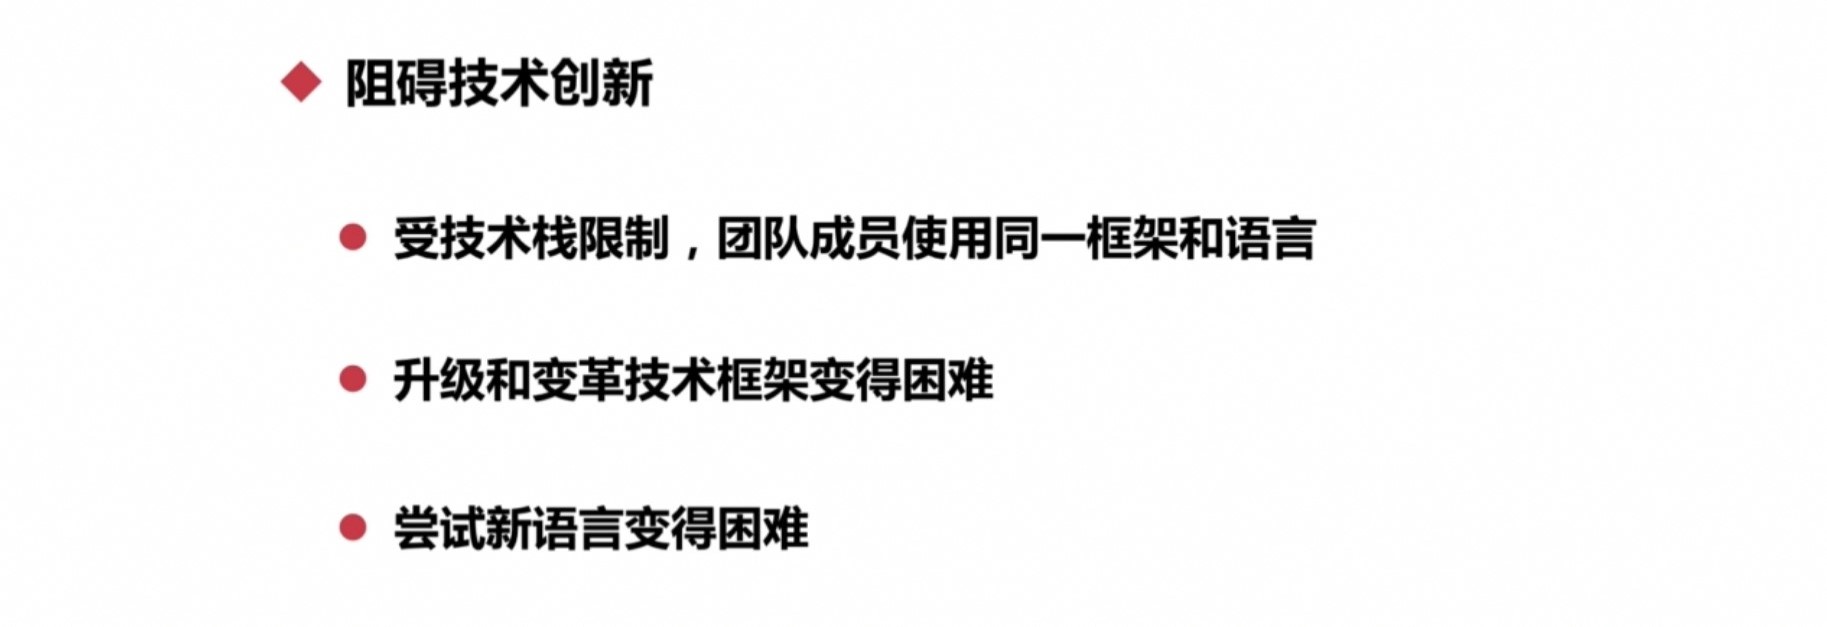 阻碍技术创新
受技术栈限制，团队成员使用同一框架和语言
升级和变革技术框架变得困难
尝试新语言变得困难